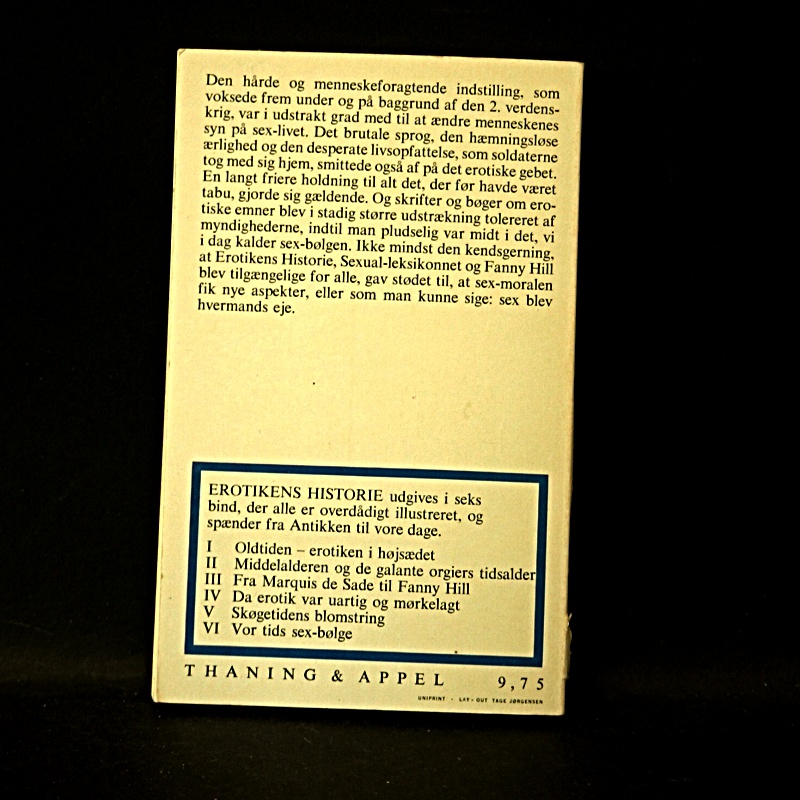 Den hårde og menneskeforagtende indstilling, som
voksede frem under og på baggrund af den 2. verdens-
krig, var i udstrakt grad med til at ændre menneskenes
syn på sex-livet. Det brutale sprog, den hæmningsløse
ærlighed og den desperate livsopfattelse, som soldaterne
tog med sig hjem, smittede også af på det erotiske gebet.
En langt friere holdning til alt det, der før havde været
tabu, gjorde sig gældende. Og skrifter og bøger om ero-
tiske emner blev i stadig større udstrækning tolereret af
myndighederne, indtil man pludselig var midt i det, vi
i dag kalder sex-bølgen. Ikke mindst den kendsgerning,
at Erotikens Historie, Sexual-leksikonnet og Fanny Hill
blev tilgængelige for alle, gav stødet til, at sex-moralen
fik nye aspekter, eller som man kunne sige: sex blev
hvermands eje.
EROTIKENS HISTORIE udgives i seks
bind, der alle er overdådigt illustreret, og
spænder fra Antikken til vore dage.
I Oldtiden – erotiken i højsædet
II Middelalderen og de galante orgiers tidsalder
III Fra Marquis de Sade til Fanny Hill
IV Da erotik var uartig og mørkelagt
V Skøgetidens blomstring
VI Vor tids sex-bølge
THANING & APPEL 9,75
UNIPRINT - LAY-OUT TAGE JØRGENSEN